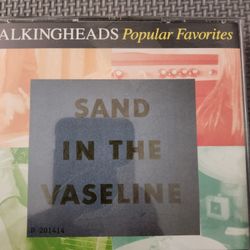 ALKINGHEADS Popular Favorites
SAND
IN THE
VASELINE
D 201414